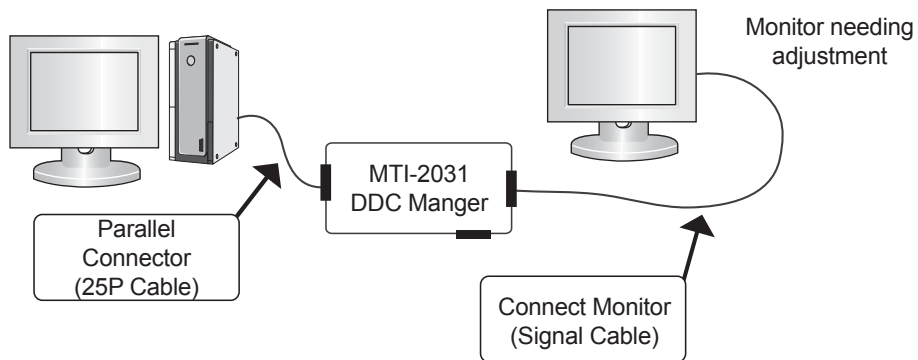 Monitor needing
adjustment
MTI-2031
DDC Manger
Parallel
Connector
(25P Cable)
Connect Monitor
(Signal Cable)